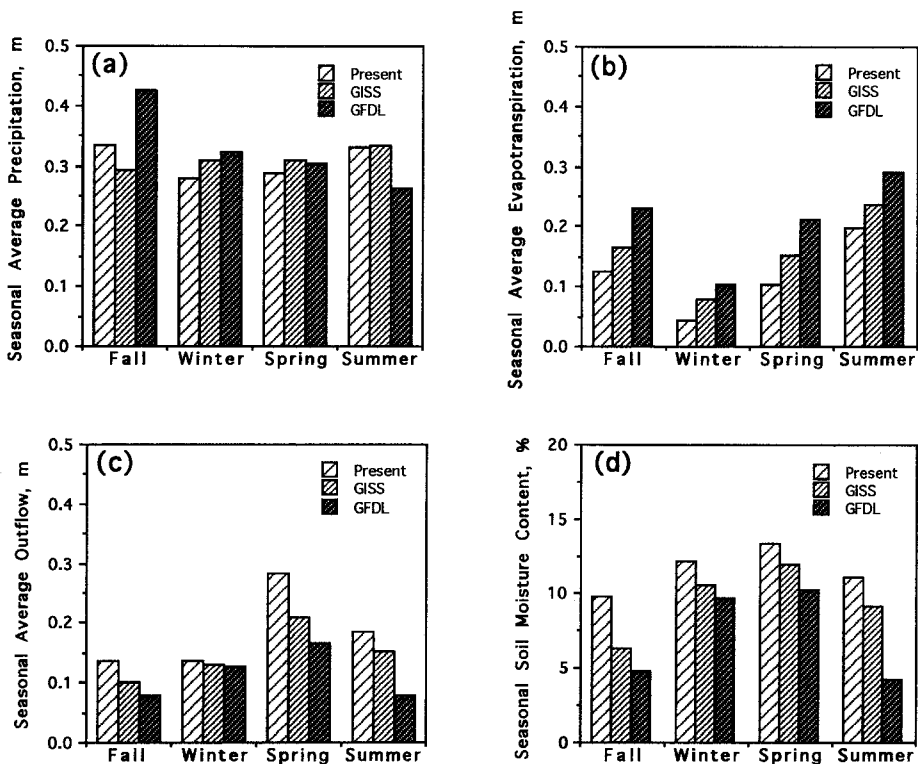 Seasonal Average Precipitation, m
(a)
0.5
0.4
0.3
0.2
0.1
0.0
Present
GISS
GFDL
Fall Winter Spring Summer
Seasonal Average Evapotranspiration, m
(b)
0.5
0.4
0.3
0.2
0.1
0.0
Present
GISS
GFDL
Fall Winter Spring Summer
Seasonal Average Outflow, m
(c)
0.5
0.4
0.3
0.2
0.1
0.0
Present
GISS
GFDL
Fall Winter Spring Summer
Seasonal Soil Moisture Content, %
(d)
20
15
10
5
0
Present
GISS
GFDL
Fall Winter Spring Summer